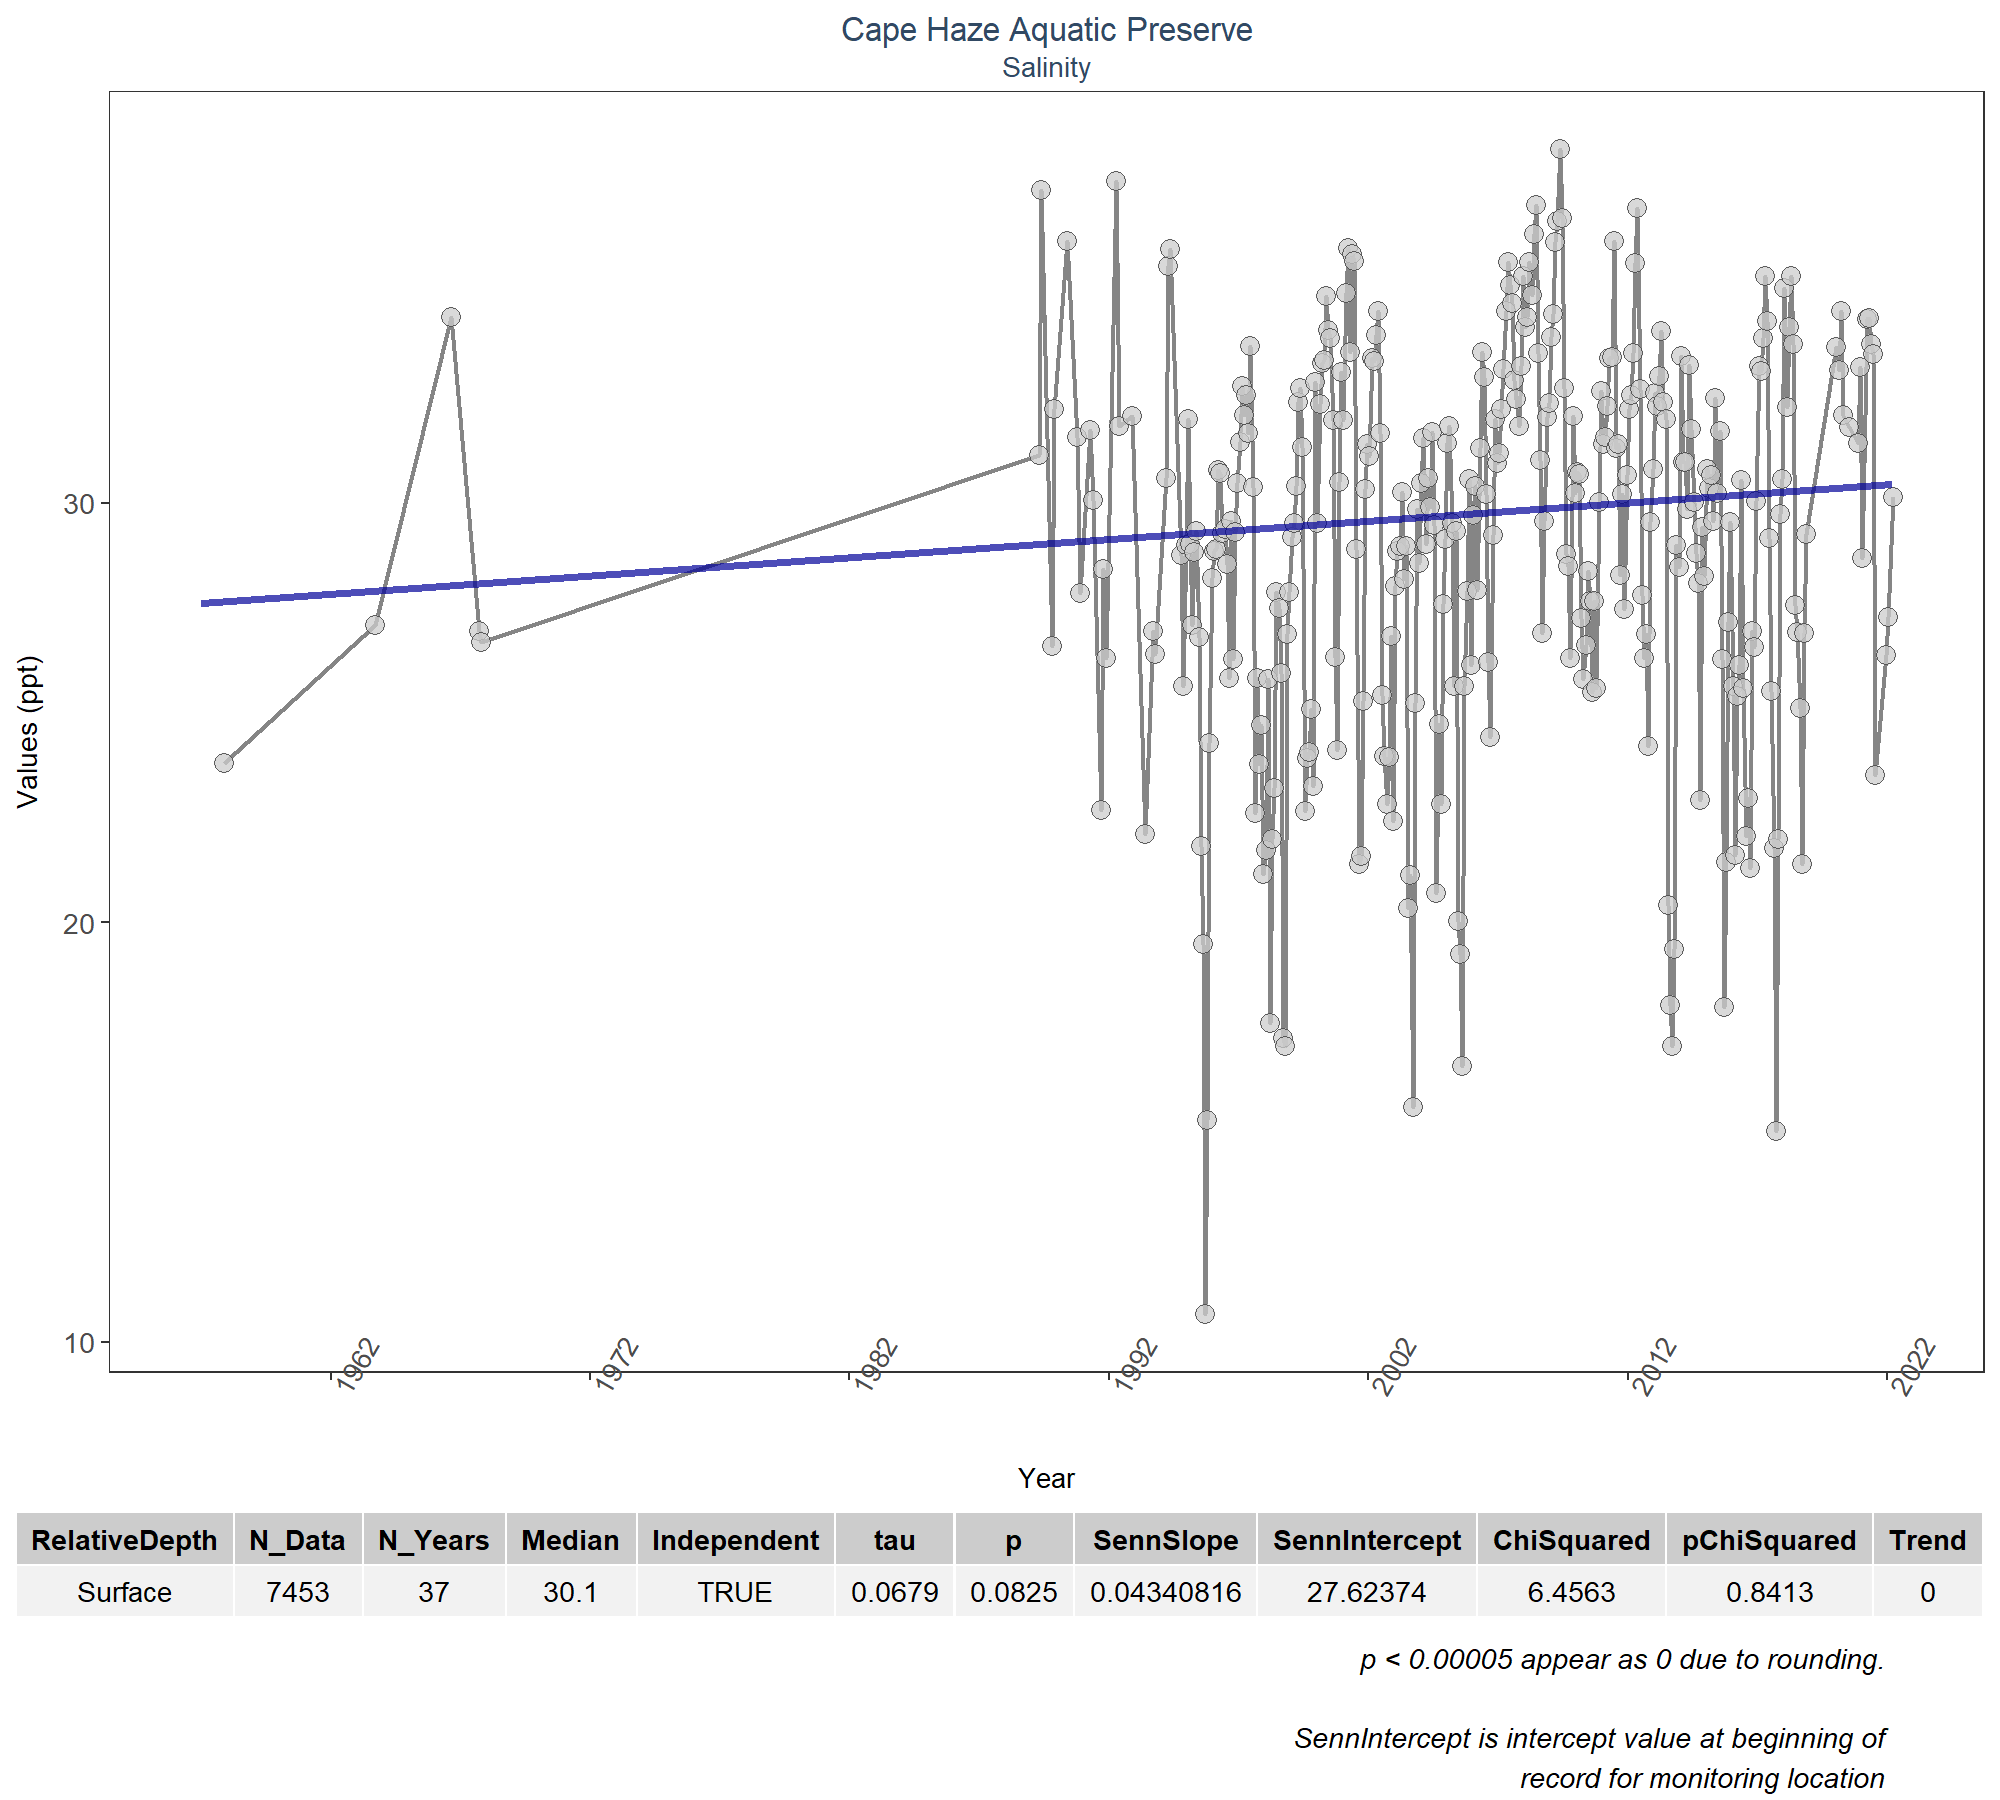 Cape Haze Aquatic Preserve
Salinity
Values (ppt)
30
20
10
1962 1972 1982 1992 2002 2012 2022
Year
RelativeDepth N_Data N_Years Median Independent tau p SennSlope SennIntercept ChiSquared pChiSquared Trend
Surface 7453 37 30.1 TRUE 0.0679 0.0825 0.04340816 27.62374 6.4563 0.8413 0
p < 0.00005 appear as 0 due to rounding.
SennIntercept is intercept value at beginning of
record for monitoring location